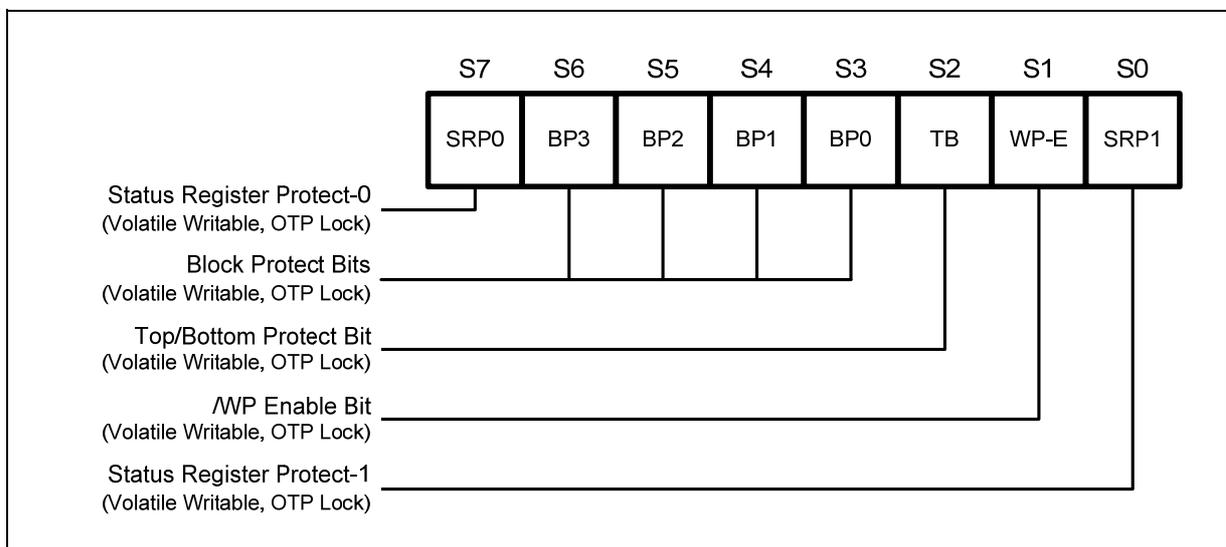 S7 S6 S5 S4 S3 S2 S1 S0
SRP0 BP3 BP2 BP1 BP0 TB WP-E SRP1
Status Register Protect-0
(Volatile Writable, OTP Lock)
Block Protect Bits
(Volatile Writable, OTP Lock)
Top/Bottom Protect Bit
(Volatile Writable, OTP Lock)
/WP Enable Bit
(Volatile Writable, OTP Lock)
Status Register Protect-1
(Volatile Writable, OTP Lock)